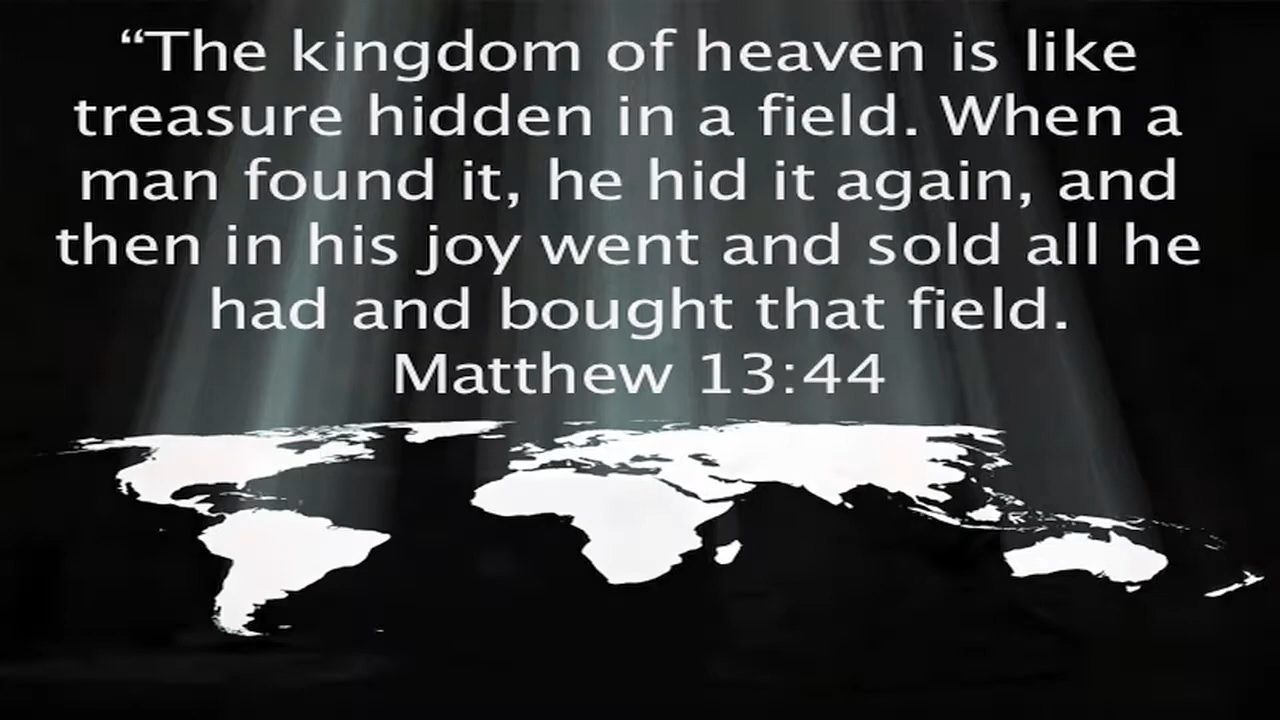 “The kingdom of heaven is like
treasure hidden in a field. When a
man found it, he hid it again, and
then in his joy went and sold all he
had and bought that field.
Matthew 13:44